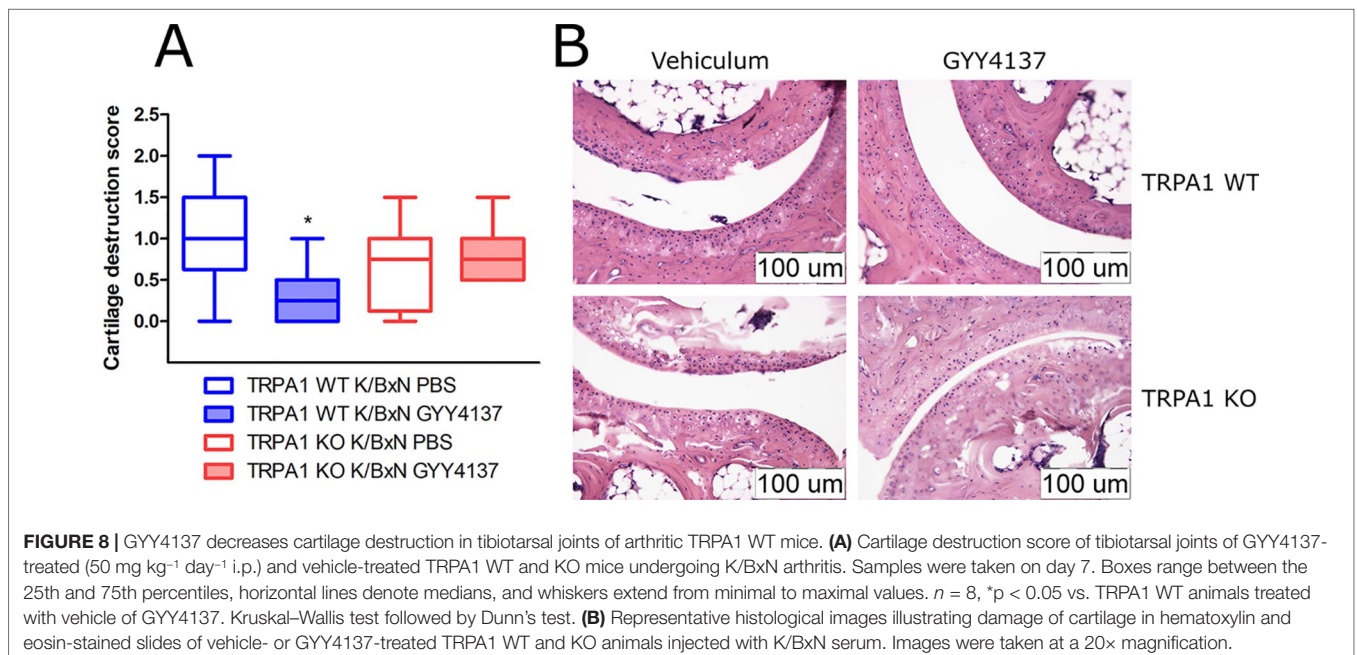 A
B
Vehiculum
GYY4137
Cartilage destruction score
2.5
2.0
1.5
1.0
0.5
0.0
*
TRPA1 WT
100 um
100 um
TRPA1 KO
100 um
100 um
TRPA1 WT K/BxN PBS
TRPA1 WT K/BxN GYY4137
TRPA1 KO K/BxN PBS
TRPA1 KO K/BxN GYY4137
FIGURE 8 | GYY4137 decreases cartilage destruction in tibiotarsal joints of arthritic TRPA1 WT mice. (A) Cartilage destruction score of tibiotarsal joints of GYY4137-
treated (50 mg kg⁻¹ day⁻¹ i.p.) and vehicle-treated TRPA1 WT and KO mice undergoing K/BxN arthritis. Samples were taken on day 7. Boxes range between the
25th and 75th percentiles, horizontal lines denote medians, and whiskers extend from minimal to maximal values. n = 8, *p < 0.05 vs. TRPA1 WT animals treated
with vehicle of GYY4137. Kruskal–Wallis test followed by Dunn's test. (B) Representative histological images illustrating damage of cartilage in hematoxylin and
eosin-stained slides of vehicle- or GYY4137-treated TRPA1 WT and KO animals injected with K/BxN serum. Images were taken at a 20× magnification.